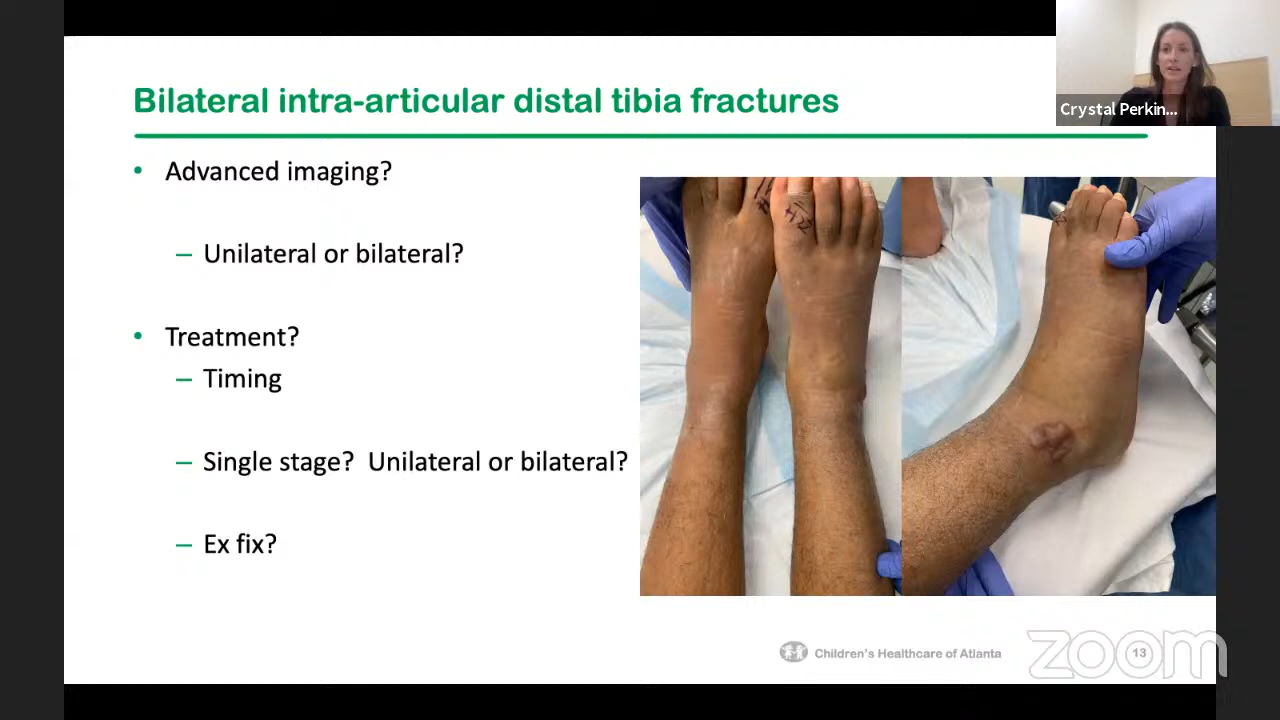 Bilateral intra-articular distal tibia fractures
Crystal Perkin...
• Advanced imaging?
– Unilateral or bilateral?
• Treatment?
– Timing
– Single stage? Unilateral or bilateral?
– Ex fix?
Children's Healthcare of Atlanta
zoom
13